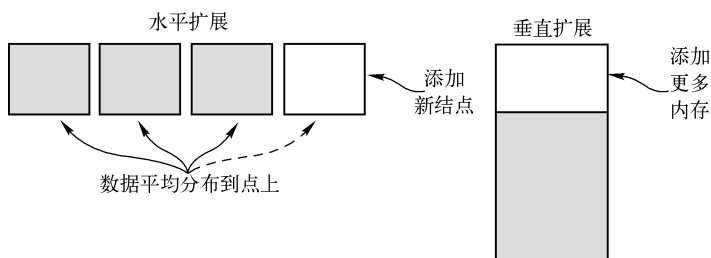 水平扩展
添加
新结点
数据平均分布到点上
垂直扩展
添加
更多
内存